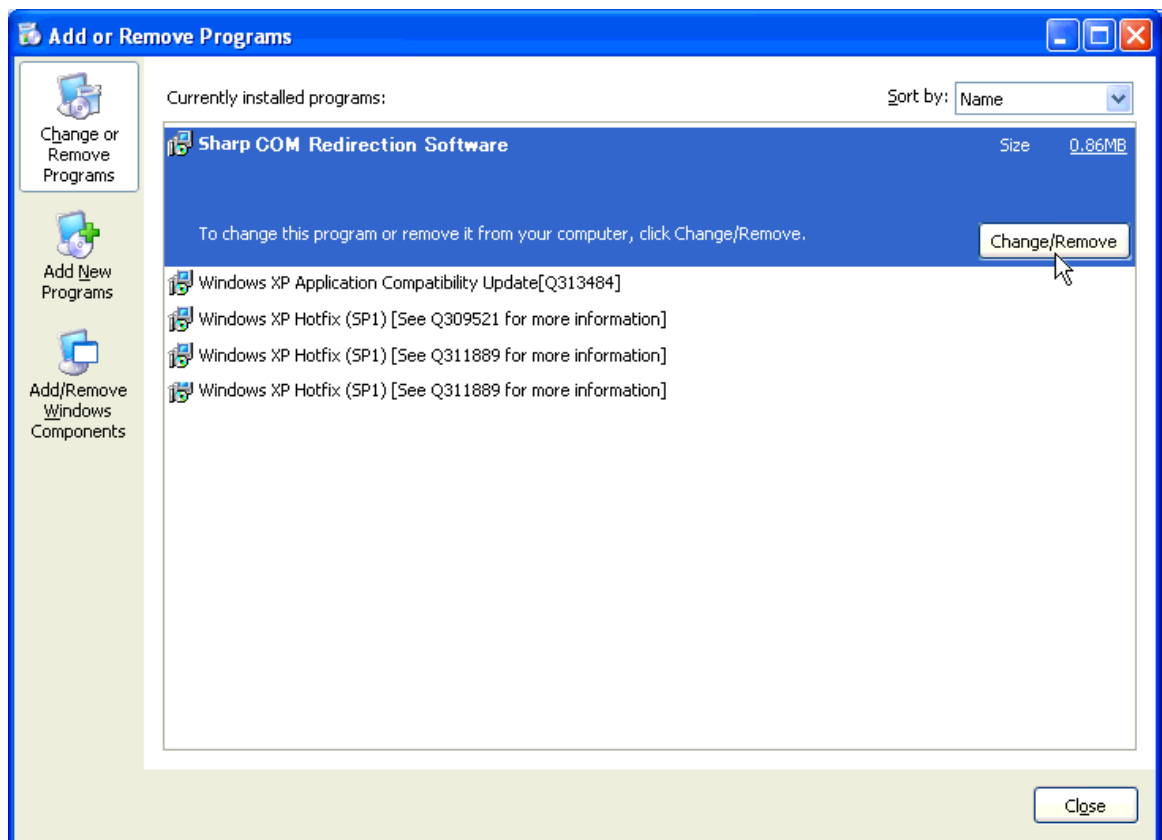 Add or Remove Programs
Change or
Remove
Programs
Add New
Programs
Add/Remove
Windows
Components
Currently installed programs:
Sort by: Name
Sharp COM Redirection Software Size 0.86MB
To change this program or remove it from your computer, click Change/Remove. Change/Remove
Windows XP Application Compatibility Update[Q313484]
Windows XP Hotfix (SP1) [See Q309521 for more information]
Windows XP Hotfix (SP1) [See Q311889 for more information]
Windows XP Hotfix (SP1) [See Q311889 for more information]
Close